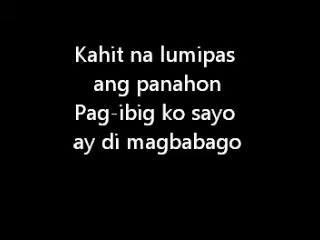 Kahit na lumipas
ang panahon
Pag-ibig ko sayo
ay di magbabago